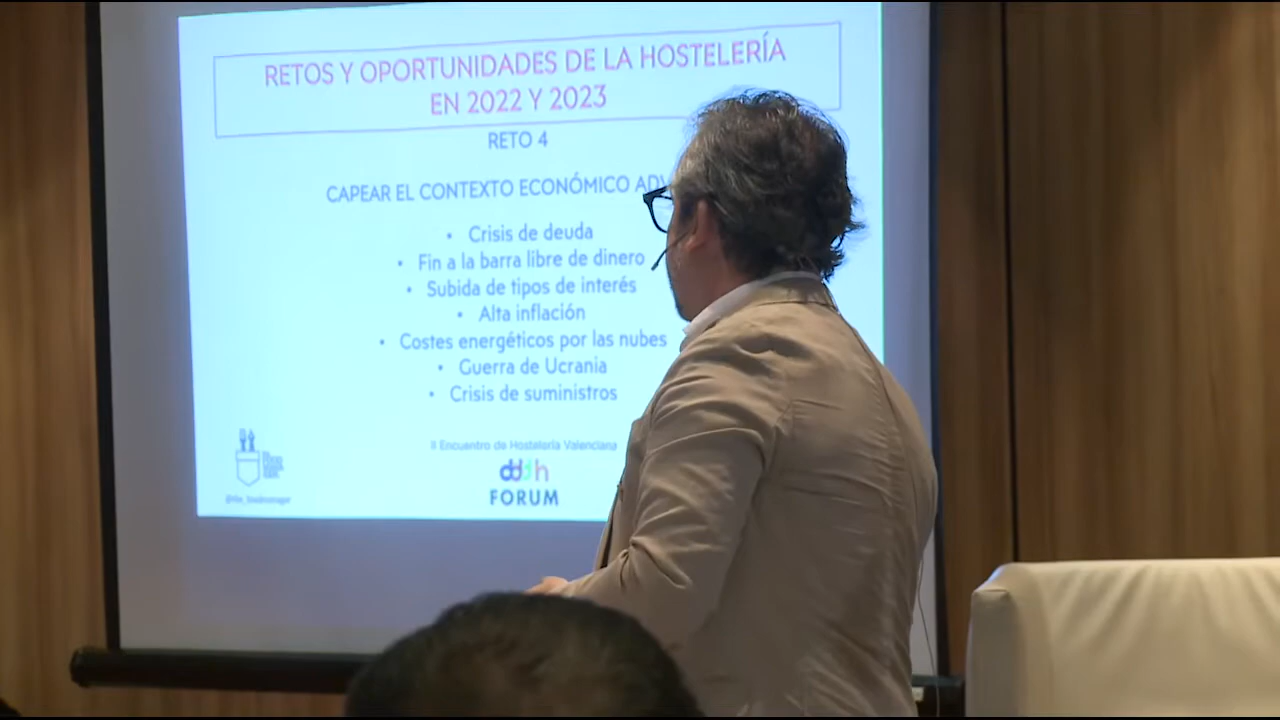 RETOS Y OPORTUNIDADES DE LA HOSTELERÍA
EN 2022 Y 2023
RETO 4
CAPEAR EL CONTEXTO ECONÓMICO
• Crisis de deuda
• Fin a la barra libre de dinero
• Subida de tipos de interés
• Alta inflación
• Costes energéticos por las nubes
• Guerra de Ucrania
• Crisis de suministros
II Encuentro de Hostelería Valenciana
FORUM